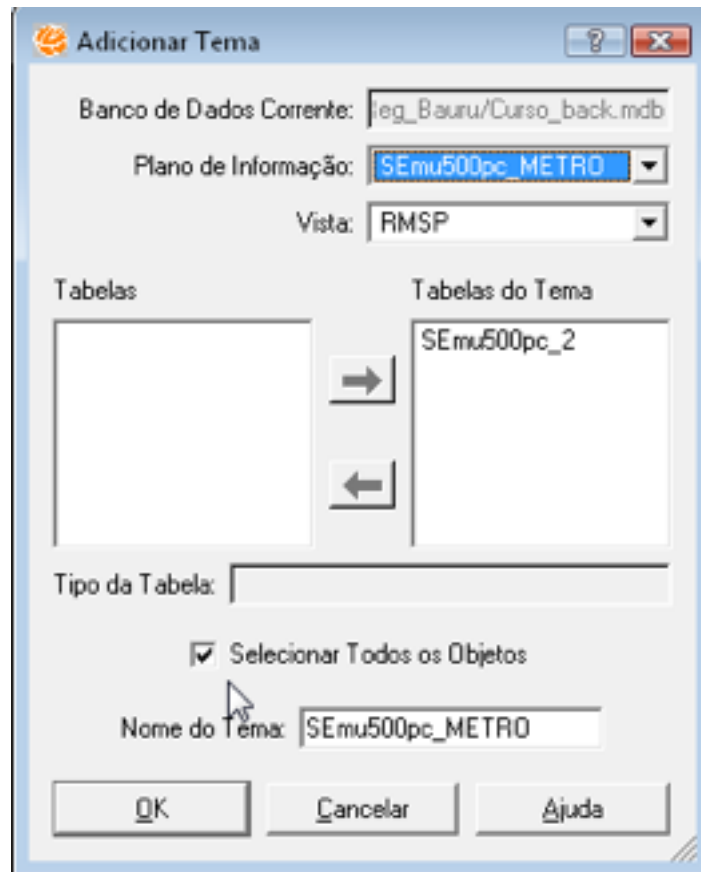 Adicionar Tema
Banco de Dados Corrente: eg_Bauru/Curso_back.mdb
Plano de Informação: SEmu500pc_METRO
Vista: RMSP
Tabelas Tabelas do Tema
SEmu500pc_2
Tipo da Tabela:
Selecionar Todos os Objetos
Nome do Tema: SEmu500pc_METRO
OK Cancelar Ajuda